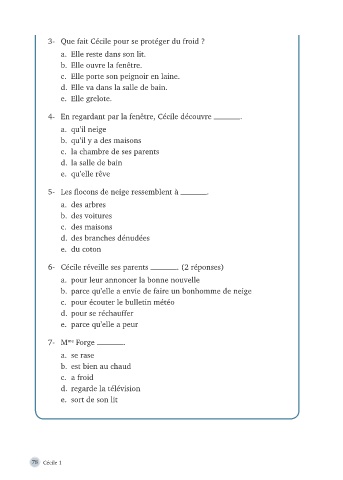 3- Que fait Cécile pour se protéger du froid ?
a. Elle reste dans son lit.
b. Elle ouvre la fenêtre.
c. Elle porte son peignoir en laine.
d. Elle va dans la salle de bain.
e. Elle grelote.
4- En regardant par la fenêtre, Cécile découvre ______.
a. qu'il neige
b. qu'il y a des maisons
c. la chambre de ses parents
d. la salle de bain
e. qu'elle rêve
5- Les flocons de neige ressemblent à ______.
a. des arbres
b. des voitures
c. des maisons
d. des branches dénudées
e. du coton
6- Cécile réveille ses parents ______. (2 réponses)
a. pour leur annoncer la bonne nouvelle
b. parce qu'elle a envie de faire un bonhomme de neige
c. pour écouter le bulletin météo
d. pour se réchauffer
e. parce qu'elle a peur
7- Mme Forge ______.
a. se rase
b. est bien au chaud
c. a froid
d. regarde la télévision
e. sort de son lit
78 Cécile 1